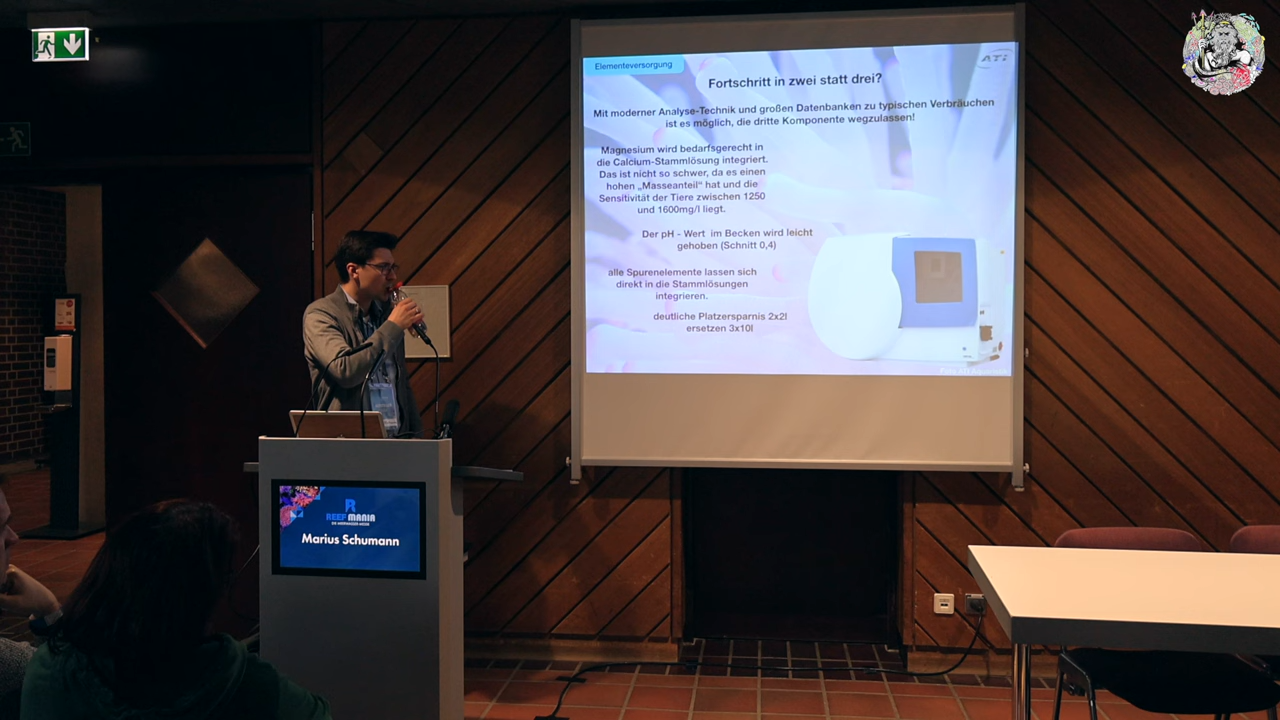 Elementeversorgung
ATI
Fortschritt in zwei statt drei?
Mit moderner Analyse-Technik und großen Datenbanken zu typischen Verbräuchen
ist es möglich, die dritte Komponente wegzulassen!
Magnesium wird bedarfsgerecht in
die Calcium-Stammlösung integriert.
Das ist nicht so schwer, da es einen
hohen „Masseanteil" hat und die
Sensitivität der Tiere zwischen 1250
und 1600mg/l liegt.
Der pH - Wert im Becken wird leicht
gehoben (Schnitt 0,4)
alle Spurenelemente lassen sich
direkt in die Stammlösungen
integrieren.
deutliche Platzersparnis 2x2l
ersetzen 3x10l
REEF MANIA
DIE MEERWASSER-MESSE
Marius Schumann